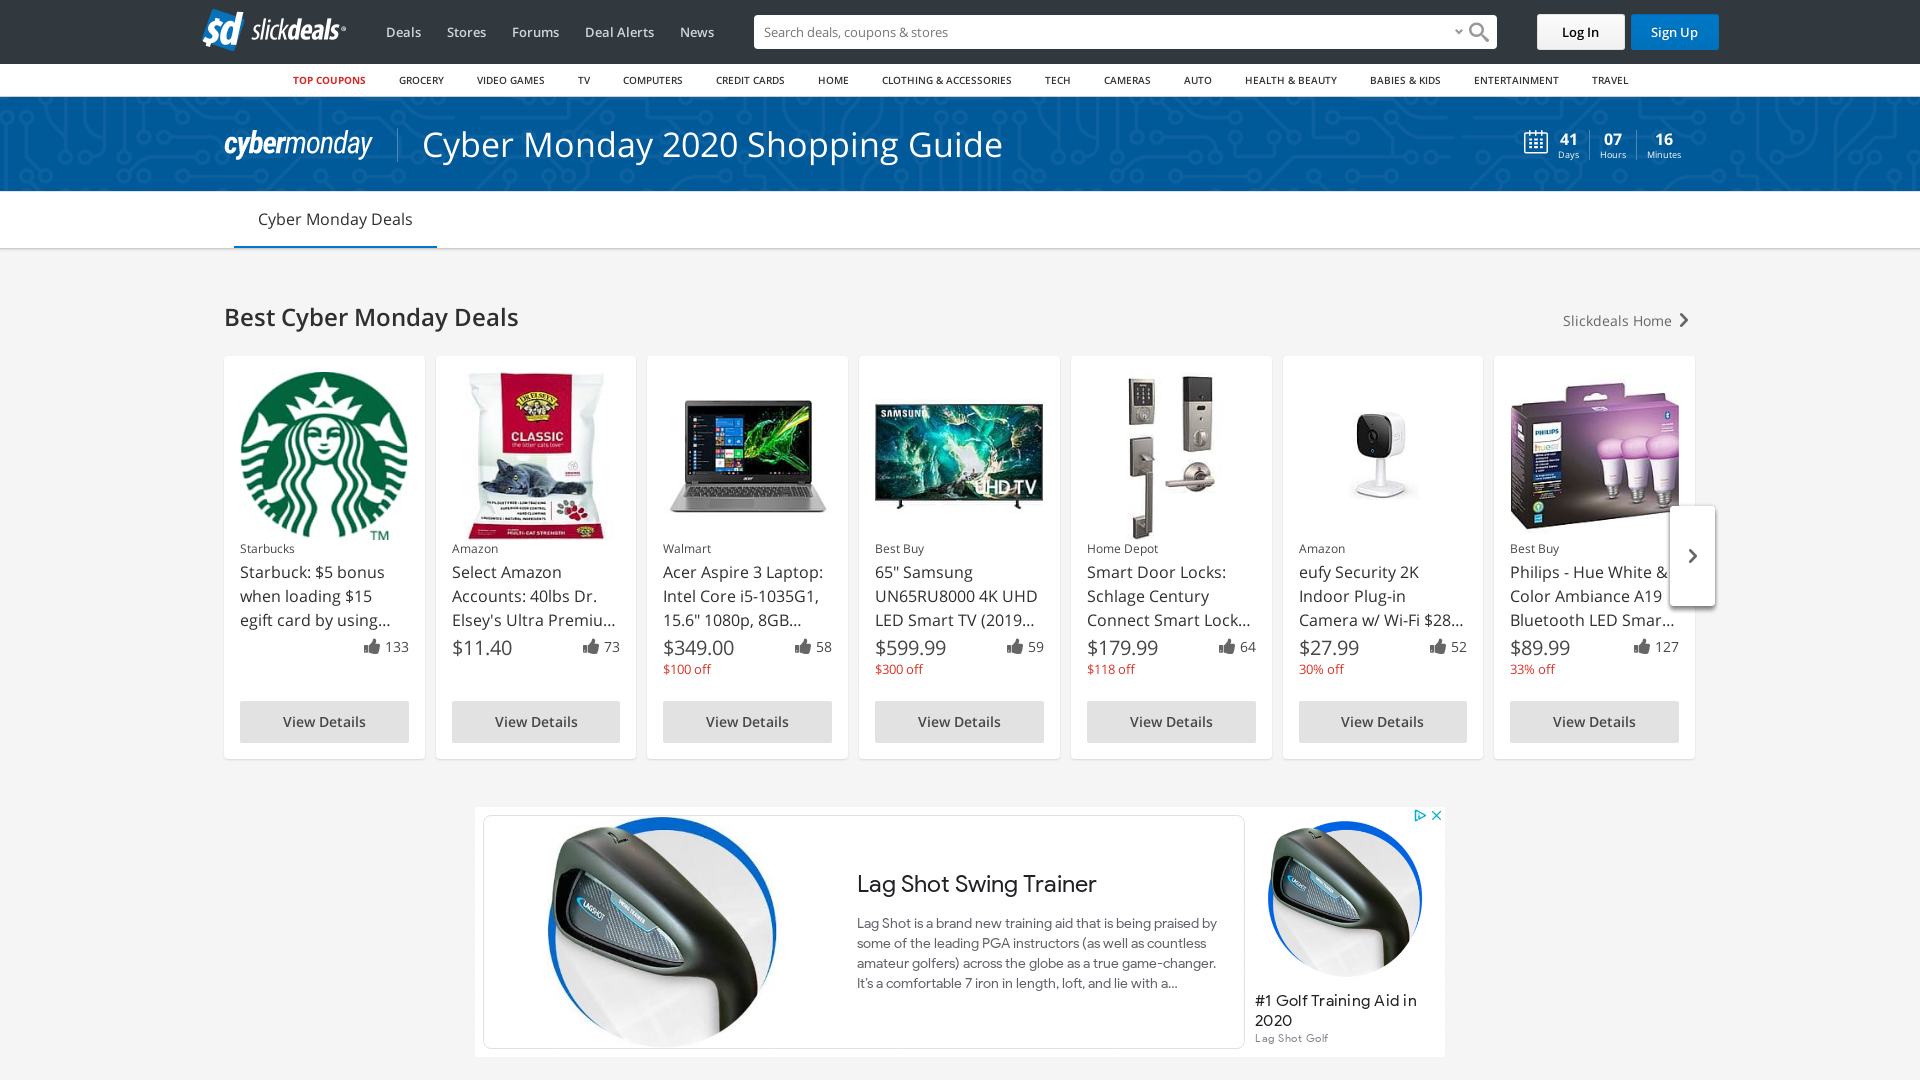 slickdeals
Deals
Stores
Forums
Deal Alerts
News
Search deals, coupons & stores
Log In
Sign Up
TOP COUPONS
GROCERY
VIDEO GAMES
TV
COMPUTERS
CREDIT CARDS
HOME
CLOTHING & ACCESSORIES
TECH
CAMERAS
AUTO
HEALTH & BEAUTY
BABIES & KIDS
ENTERTAINMENT
TRAVEL
cybermonday
Cyber Monday 2020 Shopping Guide
41
Days
07
Hours
16
Minutes
Cyber Monday Deals
Best Cyber Monday Deals
Slickdeals Home
TM
Starbucks
Starbuck: $5 bonus
when loading $15
egift card by using...
133
View Details
CLASSIC
Amazon
Select Amazon
Accounts: 40lbs Dr.
Elsey's Ultra Premiu...
$11.40
73
View Details
acer
Walmart
Acer Aspire 3 Laptop:
Intel Core i5-1035G1,
15.6" 1080p, 8GB...
$349.00
58
$100 off
View Details
SAMSUNG
UHD TV
Best Buy
65" Samsung
UN65RU8000 4K UHD
LED Smart TV (2019...
$599.99
59
$300 off
View Details
Home Depot
Smart Door Locks:
Schlage Century
Connect Smart Lock...
$179.99
64
$118 off
View Details
Amazon
eufy Security 2K
Indoor Plug-in
Camera w/ Wi-Fi $28...
$27.99
52
30% off
View Details
PHILIPS
hue
Best Buy
Philips - Hue White &
Color Ambiance A19
Bluetooth LED Smar...
$89.99
127
33% off
View Details
LAGSHOT
SWING TRAINER
Lag Shot Swing Trainer
Lag Shot is a brand new training aid that is being praised by
some of the leading PGA instructors (as well as countless
amateur golfers) across the globe as a true game-changer.
It's a comfortable 7 iron in length, loft, and lie with a...
LAGSHOT
#1 Golf Training Aid in
2020
Lag Shot Golf